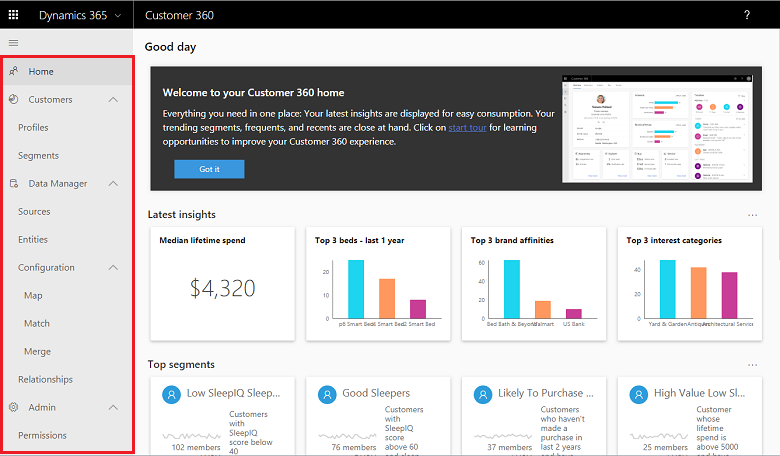 Dynamics 365
Customer 360
?
Home
Customers
Profiles
Segments
Data Manager
Sources
Entities
Configuration
Map
Match
Merge
Relationships
Admin
Permissions
Good day
Welcome to your Customer 360 home
Everything you need in one place: Your latest insights are displayed for easy consumption. Your
trending segments, frequents, and recents are close at hand. Click on start tour for learning
opportunities to improve your Customer 360 experience.
Got it
Latest insights
...
Median lifetime spend
$4,320
Top 3 beds - last 1 year
20
10
0
p6 Smart Bed
Smart Bed
2 Smart Bed
Top 3 brand affinities
60
40
20
0
Bed Bath & Beyond
Walmart
US Bank
Top 3 interest categories
40
20
0
Yard & Garden
Antiques
Architectural Service
Top segments
...
Low SleepIQ Sleep...
Customers
with
SleepIQ
score
below
40
102 members
Good Sleepers
Customers
with
SleepIQ
score
above 60
76 members
Likely To Purchase ...
Customers
who haven't
made a
purchase in
last 2 years
37 members
High Value Low Sl...
Customer
whose
lifetime
spend is
above 5000
25 members